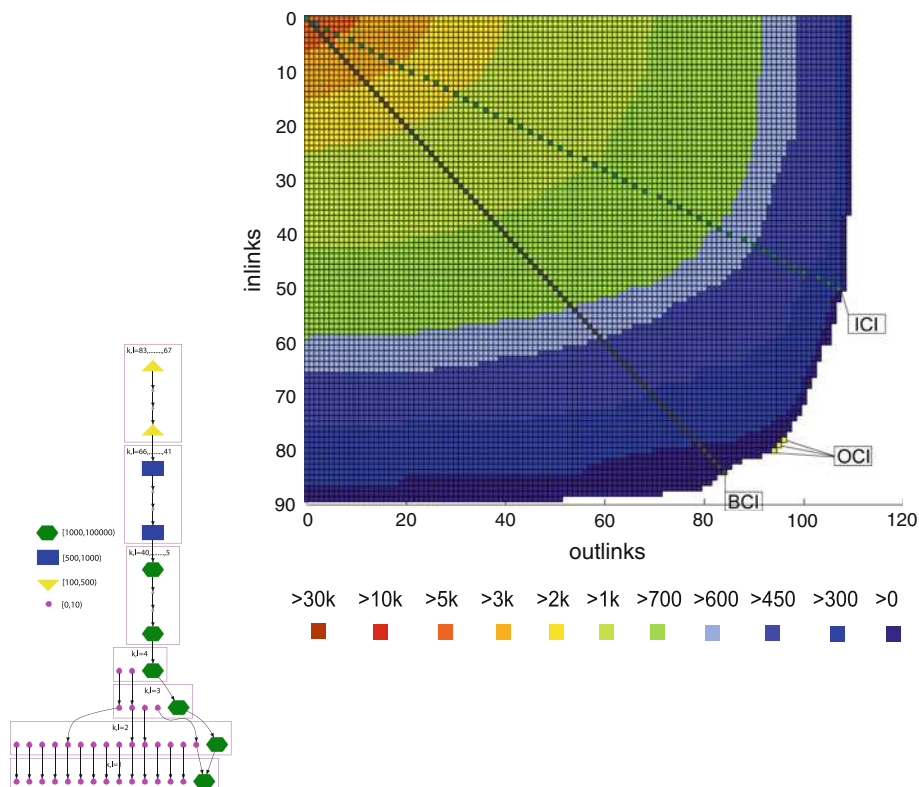 0
10
20
30
40
50
60
70
80
90
inlinks
ICI
OCI
BCI
0 20 40 60 80 100 120
outlinks
>30k >10k >5k >3k >2k >1k >700 >600 >450 >300 >0
k,l=83,......,67
k,l=66,......,41
k,l=40,......,5
k,l=4
k,l=3
k,l=2
k,l=1
[1000,100000)
[500,1000)
[100,500)
[0,10)